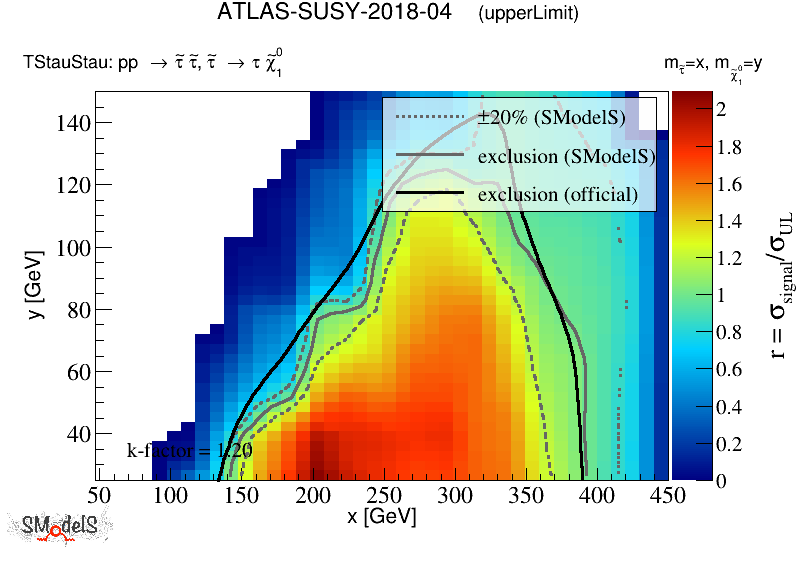 ATLAS-SUSY-2018-04 (upperLimit)
TStauStau: pp → τ̃ τ̃, τ̃ → τ χ̃₁⁰ m_τ̃=x, m_χ̃₁⁰=y
±20% (SModelS)
exclusion (SModelS)
exclusion (official)
140
120
100
80
60
40
y [GeV]
k-factor = 1.20
50 100 150 200 250 300 350 400 450
x [GeV]
2
1.8
1.6
1.4
1.2
1
0.8
0.6
0.4
0.2
0
r = σ_signal/σ_UL
SModelS